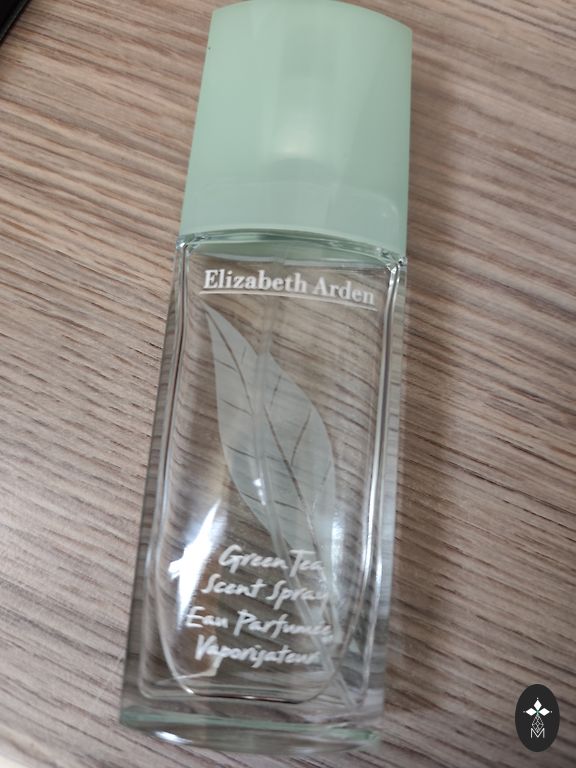 Elizabeth Arden
Green Tea
Scent Spray
Eau Parfumée
Vaporisateur
M